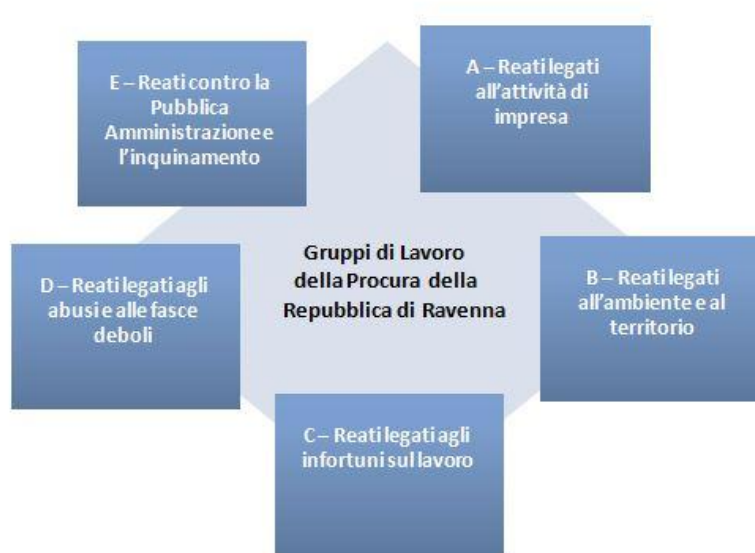 E – Reati contro la
Pubblica
Amministrazione e
l'inquinamento
A – Reati legati
all'attività di
impresa
Gruppi di Lavoro
della Procura della
Repubblica di Ravenna
D – Reati legati agli
abusi e alle fasce
deboli
B – Reati legati
all'ambiente e al
territorio
C – Reati legati agli
infortuni sul lavoro